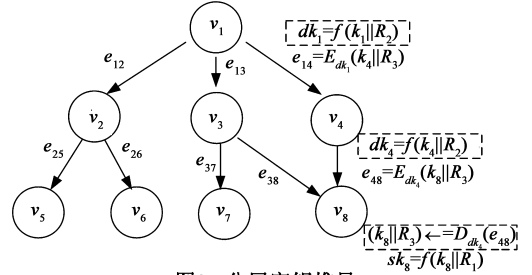 v1
dk1=f(k1||R2)
e12
e13
e14=Edk1(k4||R3)
v2
v3
v4
e25
e26
e37
e38
dk4=f(k4||R2)
e48=Edk4(k8||R3)
v5
v6
v7
v8
(k8||R3)←=Ddk4(e48)
sk8=f(k8||R1)